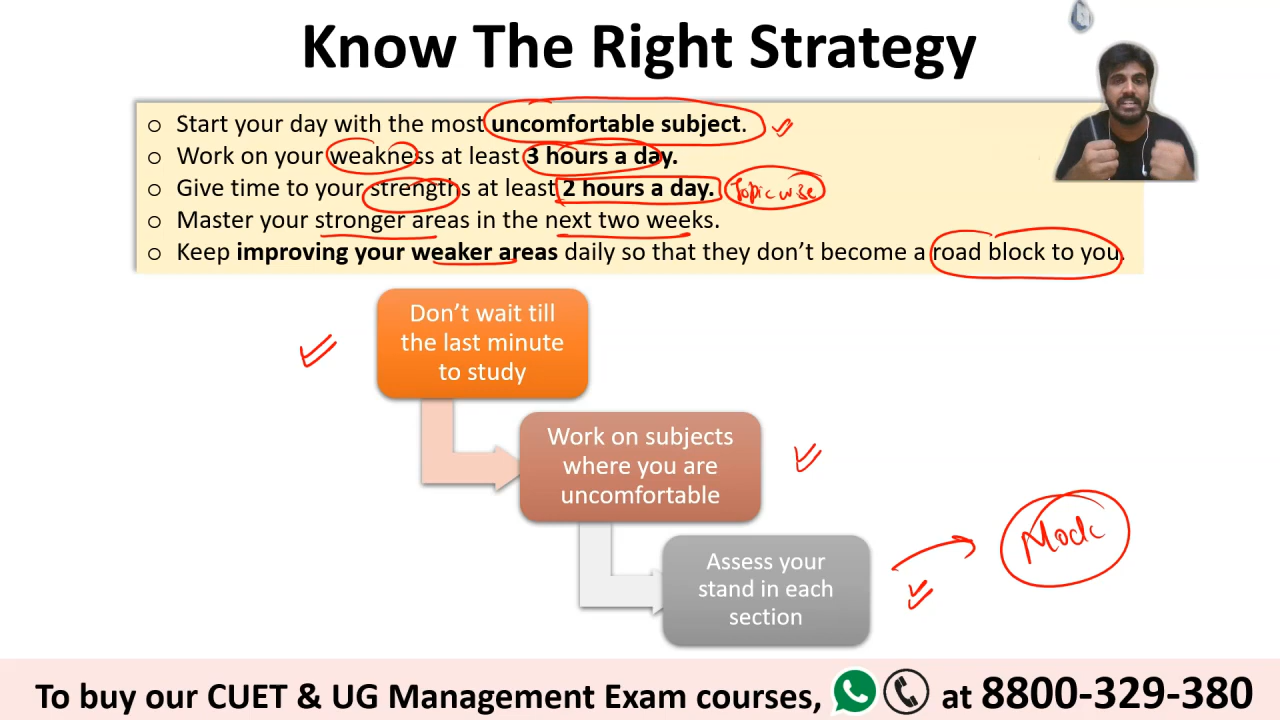 Know The Right Strategy
Start your day with the most uncomfortable subject.
Work on your weakness at least 3 hours a day.
Give time to your strengths at least 2 hours a day. Topic wise
Master your stronger areas in the next two weeks.
Keep improving your weaker areas daily so that they don't become a road block to you.
Don't wait till
the last minute
to study
Work on subjects
where you are
uncomfortable
Assess your
stand in each
section
To buy our CUET & UG Management Exam courses, at 8800-329-380